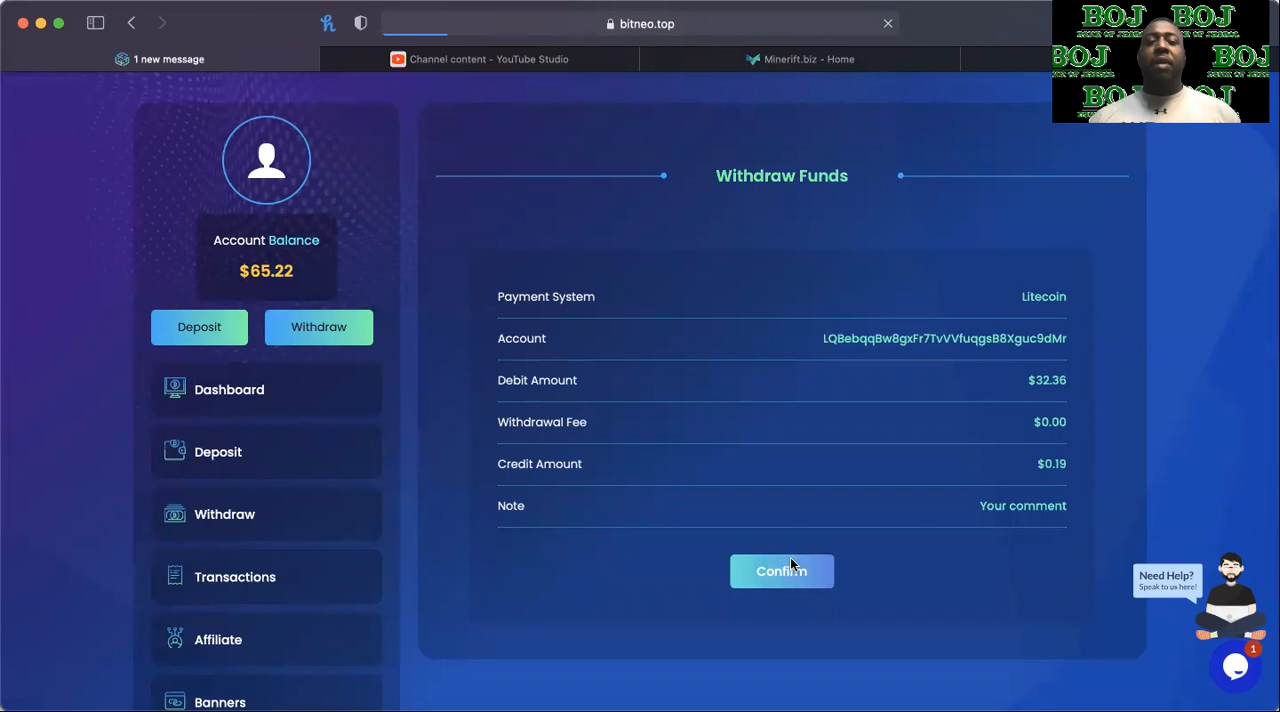 bitneo.top
1 new message
Channel content - YouTube Studio
Minerift.biz - Home
BOJ BOJ
BOJ
BOJ
Account Balance
$65.22
Deposit
Withdraw
Dashboard
Deposit
Withdraw
Transactions
Affiliate
Banners
Withdraw Funds
Payment System
Litecoin
Account
LQBebqqBw8gxFr7TvVVfuqgsB8Xguc9dMr
Debit Amount
$32.36
Withdrawal Fee
$0.00
Credit Amount
$0.19
Note
Your comment
Confirm
Need Help?
Speak to us here!
1